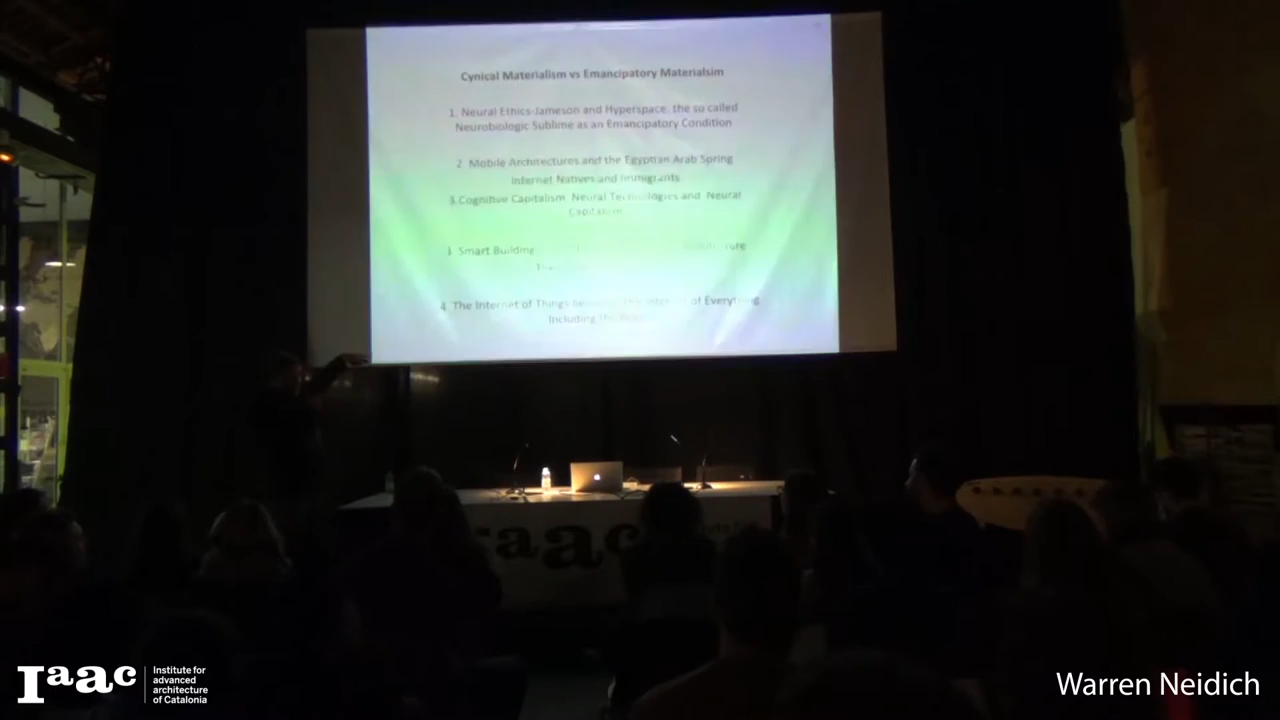 Cynical Materialism vs Emancipatory Materialsim
1. Neural Ethics-Jameson and Hyperspace, the so called
Neurobiologic Sublime as an Emancipatory Condition
2 Mobile Architectures and the Egyptian Arab Spring
Internet Natives and Immigrants
3. Cognitive Capitalism Neural Technologies and Neural
Capitalism
Smart Building
4 The Internet of Things of Everything
Including
Iaac
Iaac
Institute for
advanced
architecture
of Catalonia
Warren Neidich